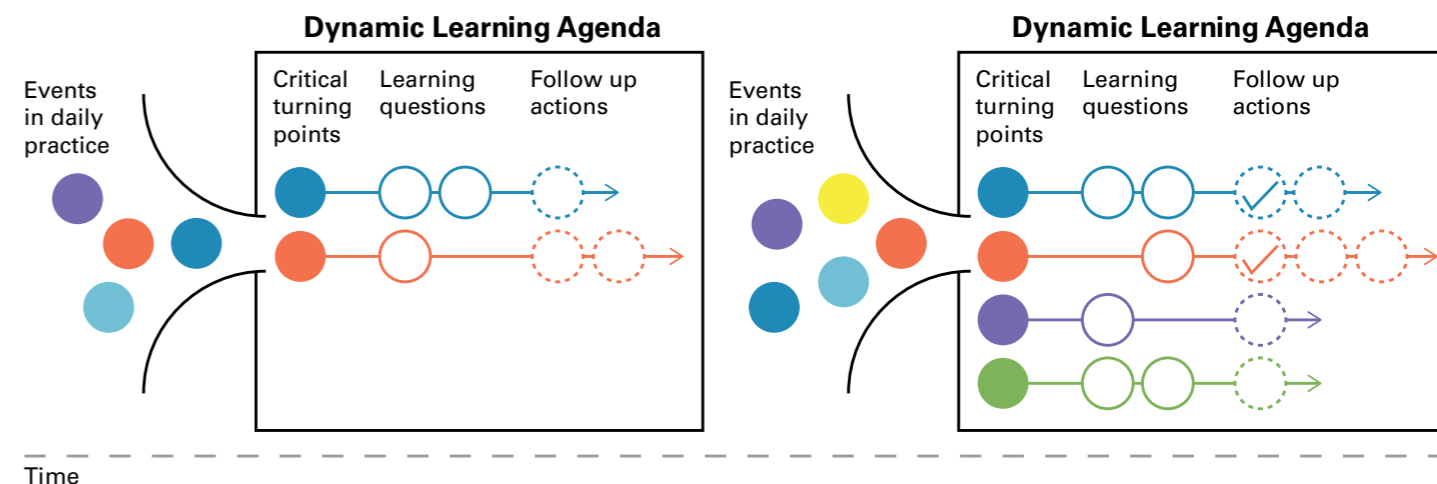 Dynamic Learning Agenda
Events
in daily
practice
Critical
turning
points
Learning
questions
Follow up
actions
Dynamic Learning Agenda
Events
in daily
practice
Critical
turning
points
Learning
questions
Follow up
actions
Time